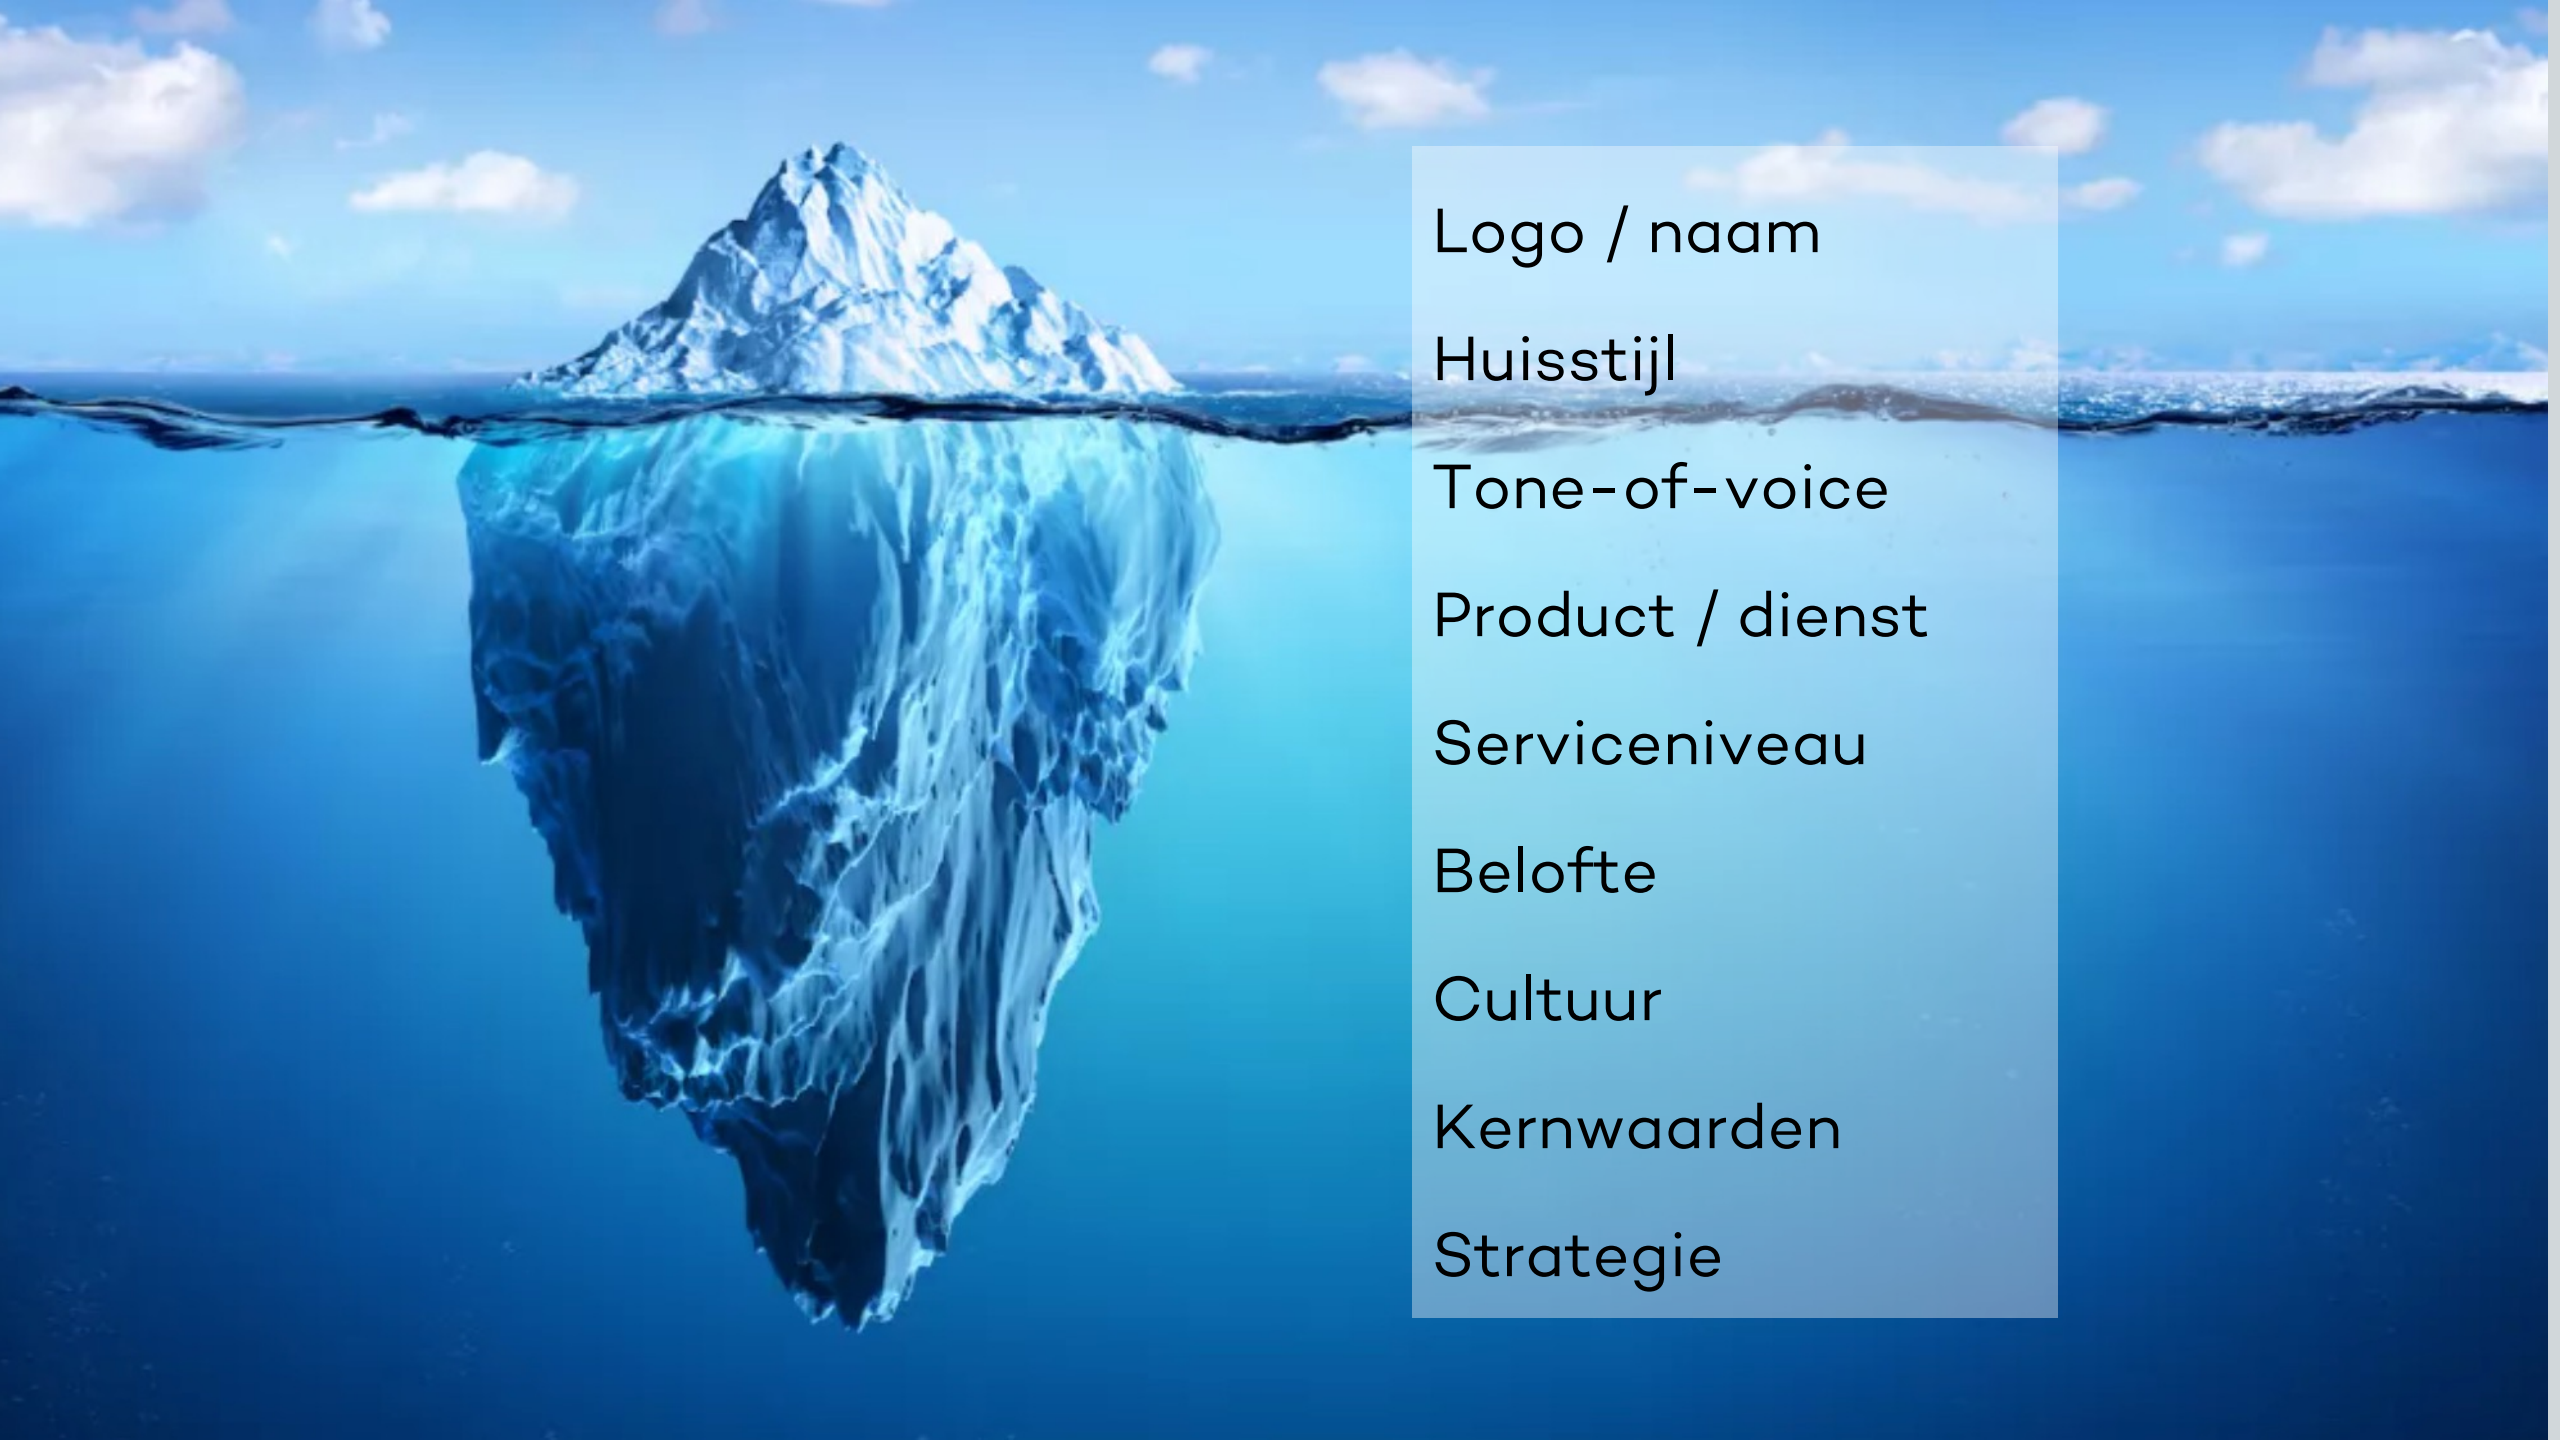 Logo / naam
Huisstijl
Tone-of-voice
Product / dienst
Serviceniveau
Belofte
Cultuur
Kernwaarden
Strategie